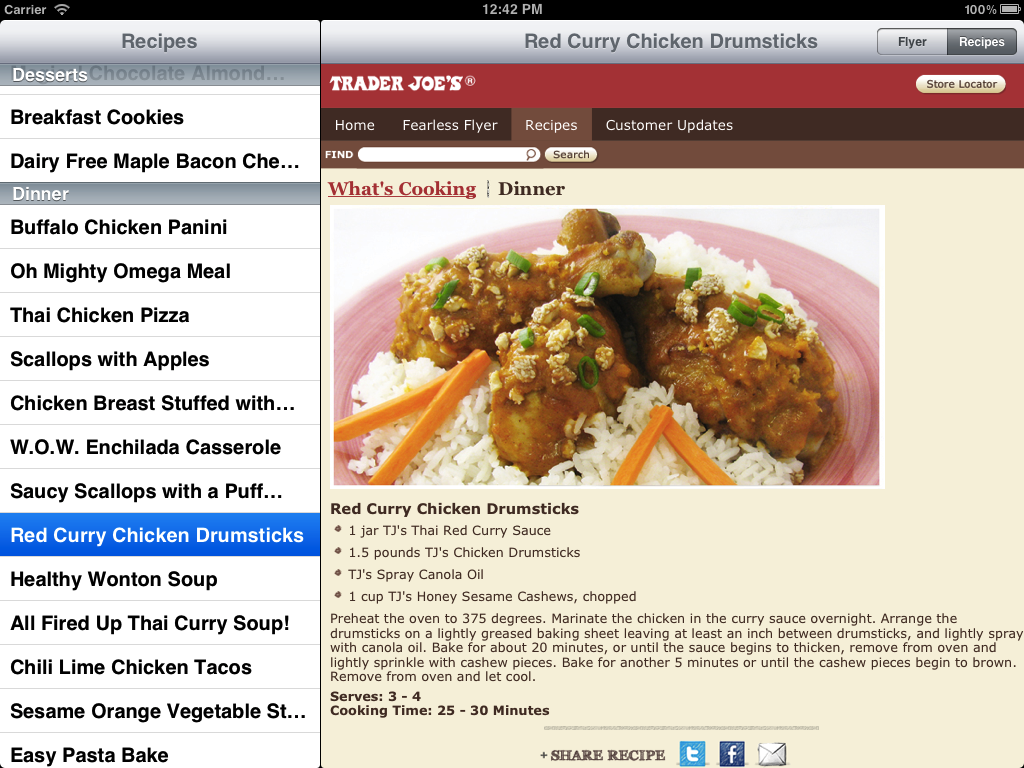 Carrier
12:42 PM
100%
Recipes
Chocolate Almond…
Desserts
Breakfast Cookies
Dairy Free Maple Bacon Che…
Dinner
Buffalo Chicken Panini
Oh Mighty Omega Meal
Thai Chicken Pizza
Scallops with Apples
Chicken Breast Stuffed with…
W.O.W. Enchilada Casserole
Saucy Scallops with a Puff…
Red Curry Chicken Drumsticks
Healthy Wonton Soup
All Fired Up Thai Curry Soup!
Chili Lime Chicken Tacos
Sesame Orange Vegetable St…
Easy Pasta Bake
Red Curry Chicken Drumsticks
Flyer
Recipes
TRADER JOE'S®
Store Locator
Home
Fearless Flyer
Recipes
Customer Updates
FIND
Search
What's Cooking
Dinner
Red Curry Chicken Drumsticks
1 jar TJ's Thai Red Curry Sauce
1.5 pounds TJ's Chicken Drumsticks
TJ's Spray Canola Oil
1 cup TJ's Honey Sesame Cashews, chopped
Preheat the oven to 375 degrees. Marinate the chicken in the curry sauce overnight. Arrange the
drumsticks on a lightly greased baking sheet leaving at least an inch between drumsticks, and lightly spray
with canola oil. Bake for about 20 minutes, or until the sauce begins to thicken, remove from oven and
lightly sprinkle with cashew pieces. Bake for another 5 minutes or until the cashew pieces begin to brown.
Remove from oven and let cool.
Serves: 3 - 4
Cooking Time: 25 - 30 Minutes
+ SHARE RECIPE